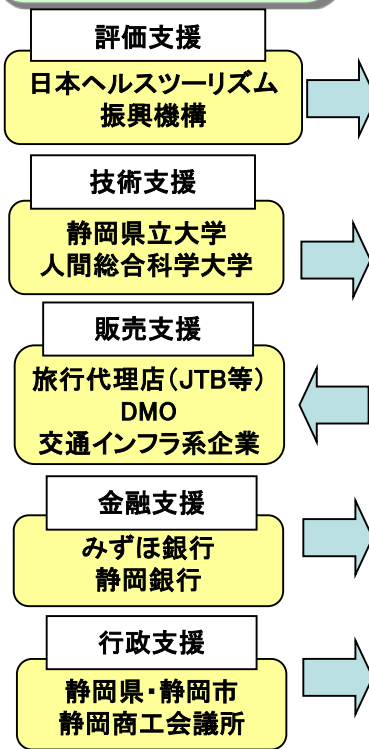 評価支援
日本ヘルスツーリズム
振興機構
技術支援
静岡県立大学
人間総合科学大学
販売支援
旅行代理店(JTB等)
DMO
交通インフラ系企業
金融支援
みずほ銀行
静岡銀行
行政支援
静岡県・静岡市
静岡商工会議所